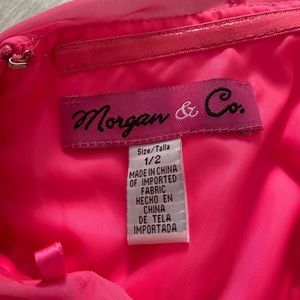 Morgan & Co.
Size/Talla
1/2
MADE IN CHINA
OF IMPORTED
FABRIC
HECHO EN
CHINA
DE TELA
IMPORTADA